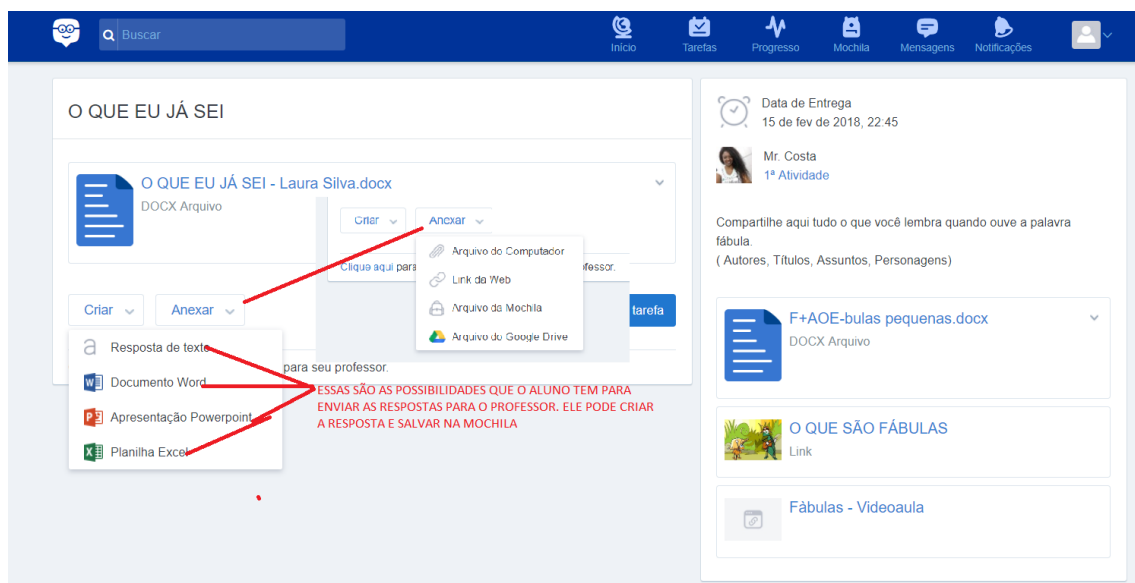 Buscar
Início
Tarefas
Progresso
Mochila
Mensagens
Notificações
O QUE EU JÁ SEI
O QUE EU JÁ SEI - Laura Silva.docx
DOCX Arquivo
Criar
Anexar
Arquivo do Computador
Link da Web
Arquivo da Mochila
Arquivo do Google Drive
Clique aqui para
fessor.
Criar
Anexar
tarefa
Resposta de texto
Documento Word
Apresentação Powerpoint
Planilha Excel
para seu professor.
ESSAS SÃO AS POSSIBILIDADES QUE O ALUNO TEM PARA
ENVIAR AS RESPOSTAS PARA O PROFESSOR. ELE PODE CRIAR
A RESPOSTA E SALVAR NA MOCHILA
Data de Entrega
15 de fev de 2018, 22:45
Mr. Costa
1ª Atividade
Compartilhe aqui tudo o que você lembra quando ouve a palavra
fábula.
( Autores, Títulos, Assuntos, Personagens)
F+AOE-bulas pequenas.docx
DOCX Arquivo
O QUE SÃO FÁBULAS
Link
Fàbulas - Videoaula